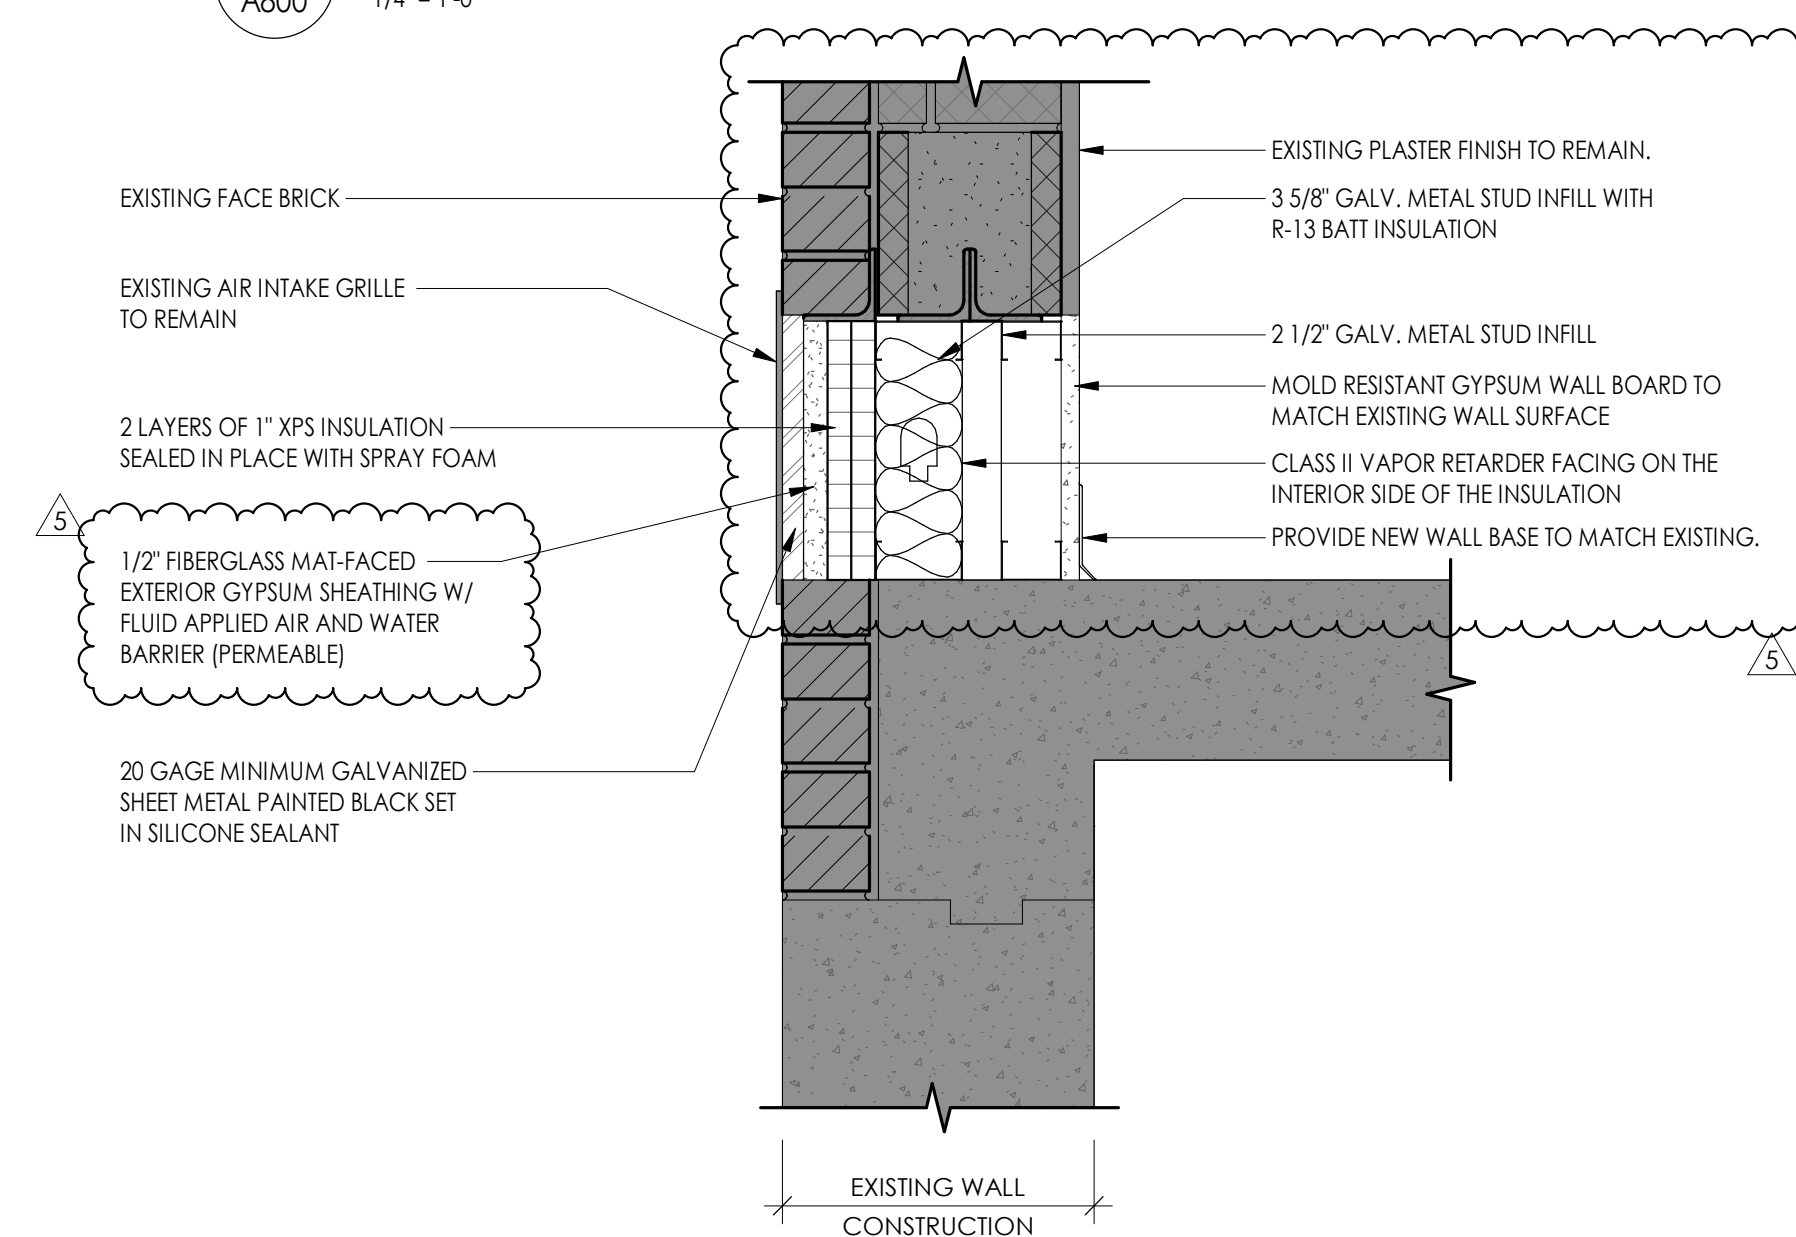 A600
1/4" = 1'-0"
EXISTING FACE BRICK
EXISTING AIR INTAKE GRILLE
TO REMAIN
2 LAYERS OF 1" XPS INSULATION
SEALED IN PLACE WITH SPRAY FOAM
5
1/2" FIBERGLASS MAT-FACED
EXTERIOR GYPSUM SHEATHING W/
FLUID APPLIED AIR AND WATER
BARRIER (PERMEABLE)
20 GAGE MINIMUM GALVANIZED
SHEET METAL PAINTED BLACK SET
IN SILICONE SEALANT
EXISTING PLASTER FINISH TO REMAIN.
3 5/8" GALV. METAL STUD INFILL WITH
R-13 BATT INSULATION
2 1/2" GALV. METAL STUD INFILL
MOLD RESISTANT GYPSUM WALL BOARD TO
MATCH EXISTING WALL SURFACE
CLASS II VAPOR RETARDER FACING ON THE
INTERIOR SIDE OF THE INSULATION
PROVIDE NEW WALL BASE TO MATCH EXISTING.
5
EXISTING WALL
CONSTRUCTION